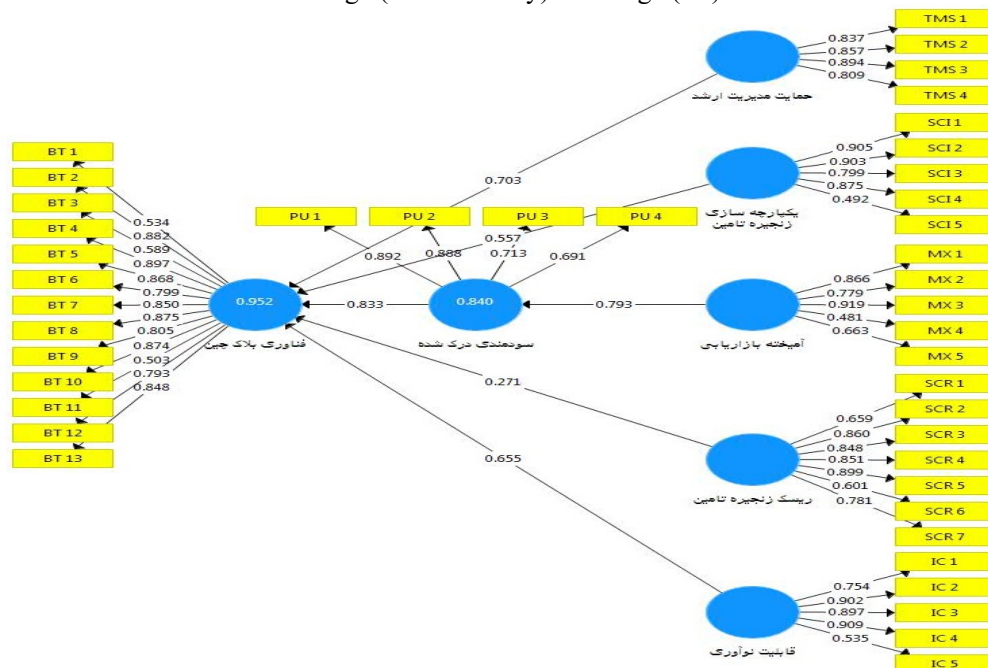 TMS 1
TMS 2
TMS 3
TMS 4
0.837
0.857
0.894
0.809
حمایت مدیریت ارشد
SCI 1
SCI 2
SCI 3
SCI 4
SCI 5
0.905
0.903
0.799
0.875
0.492
یکپارچه سازی
زنجیره تامین
MX 1
MX 2
MX 3
MX 4
MX 5
0.866
0.779
0.919
0.481
0.663
آمیخته بازاریابی
SCR 1
SCR 2
SCR 3
SCR 4
SCR 5
SCR 6
SCR 7
0.659
0.860
0.848
0.851
0.899
0.601
0.781
ریسک زنجیره تامین
IC 1
IC 2
IC 3
IC 4
IC 5
0.754
0.902
0.897
0.909
0.535
قابلیت نوآوری
0.703
0.557
0.833
0.793
0.271
0.655
PU 1
PU 2
PU 3
PU 4
0.892
0.888
0.713
0.691
0.840
سودمندی درک شده
BT 1
BT 2
BT 3
BT 4
BT 5
BT 6
BT 7
BT 8
BT 9
BT 10
BT 11
BT 12
BT 13
0.534
0.882
0.589
0.897
0.868
0.799
0.850
0.875
0.805
0.874
0.503
0.793
0.848
0.952
فناوری بلاک چین